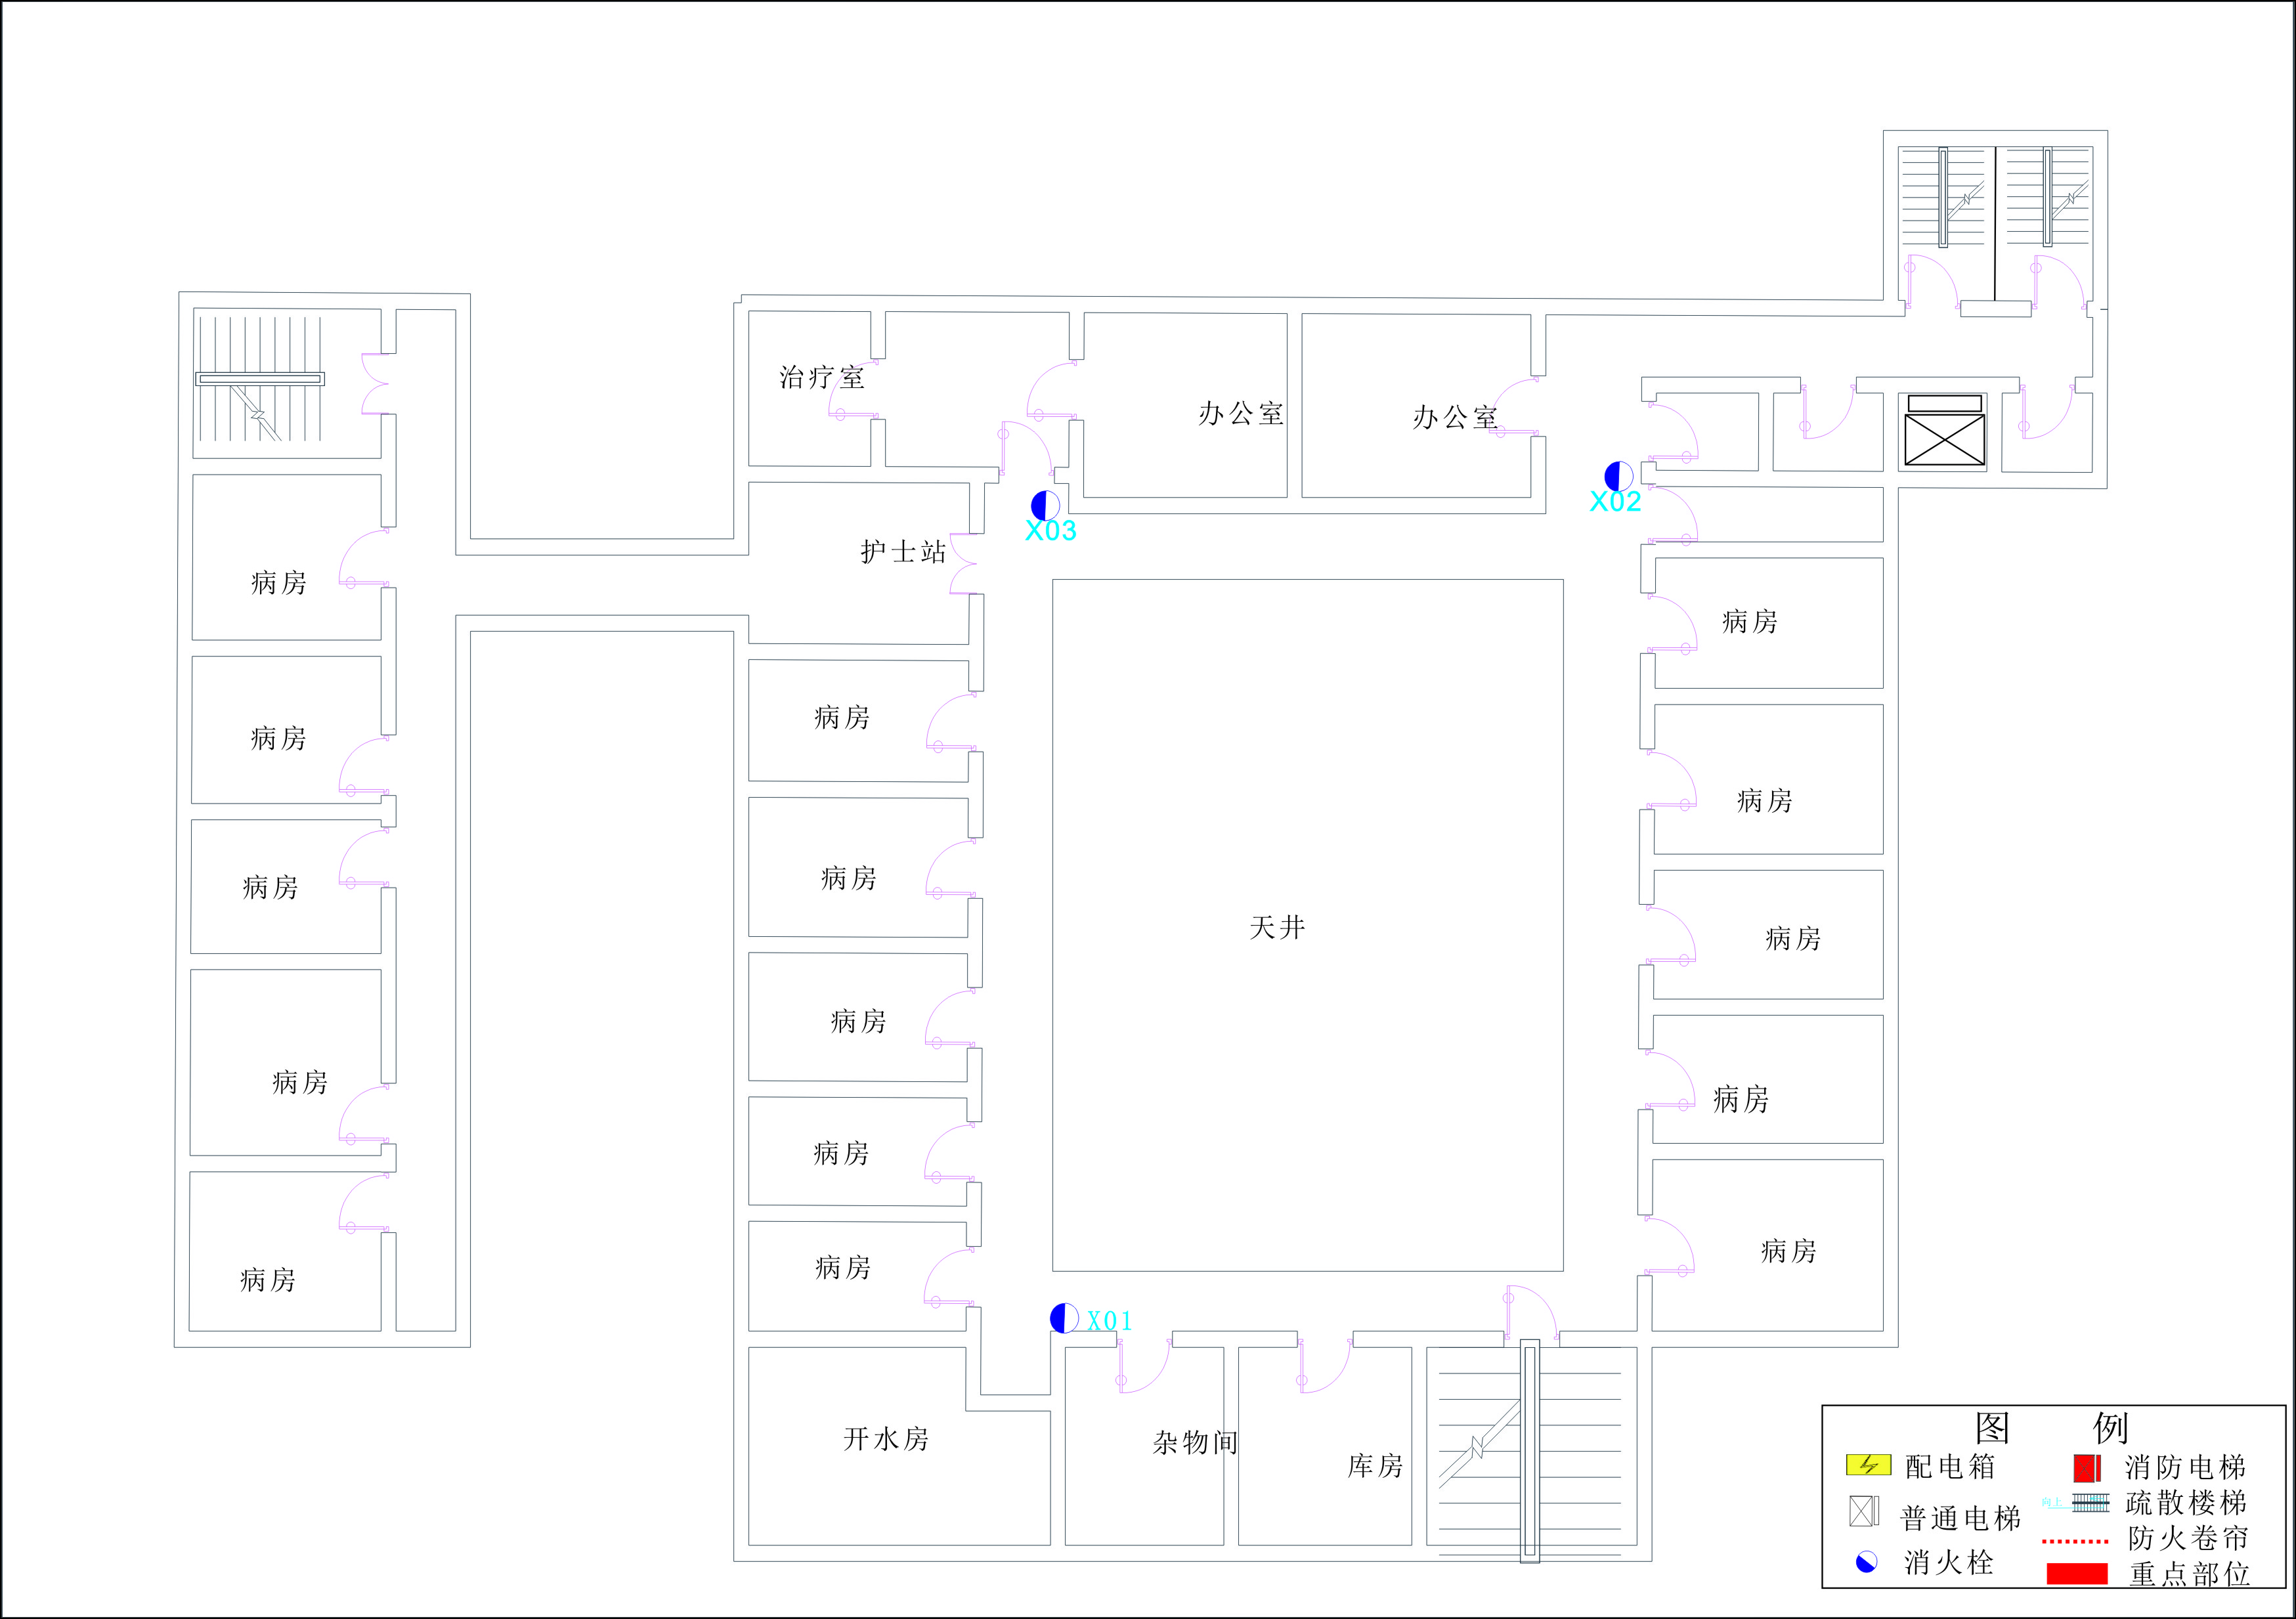 治疗室
办公室
办公室
X02
X03
护士站
病房
病房
病房
病房
病房
病房
病房
病房
天井
病房
病房
病房
病房
病房
病房
病房
病房
X01
开水房
杂物间
库房
图 例
配电箱
消防电梯
向上
疏散楼梯
普通电梯
防火卷帘
消火栓
重点部位